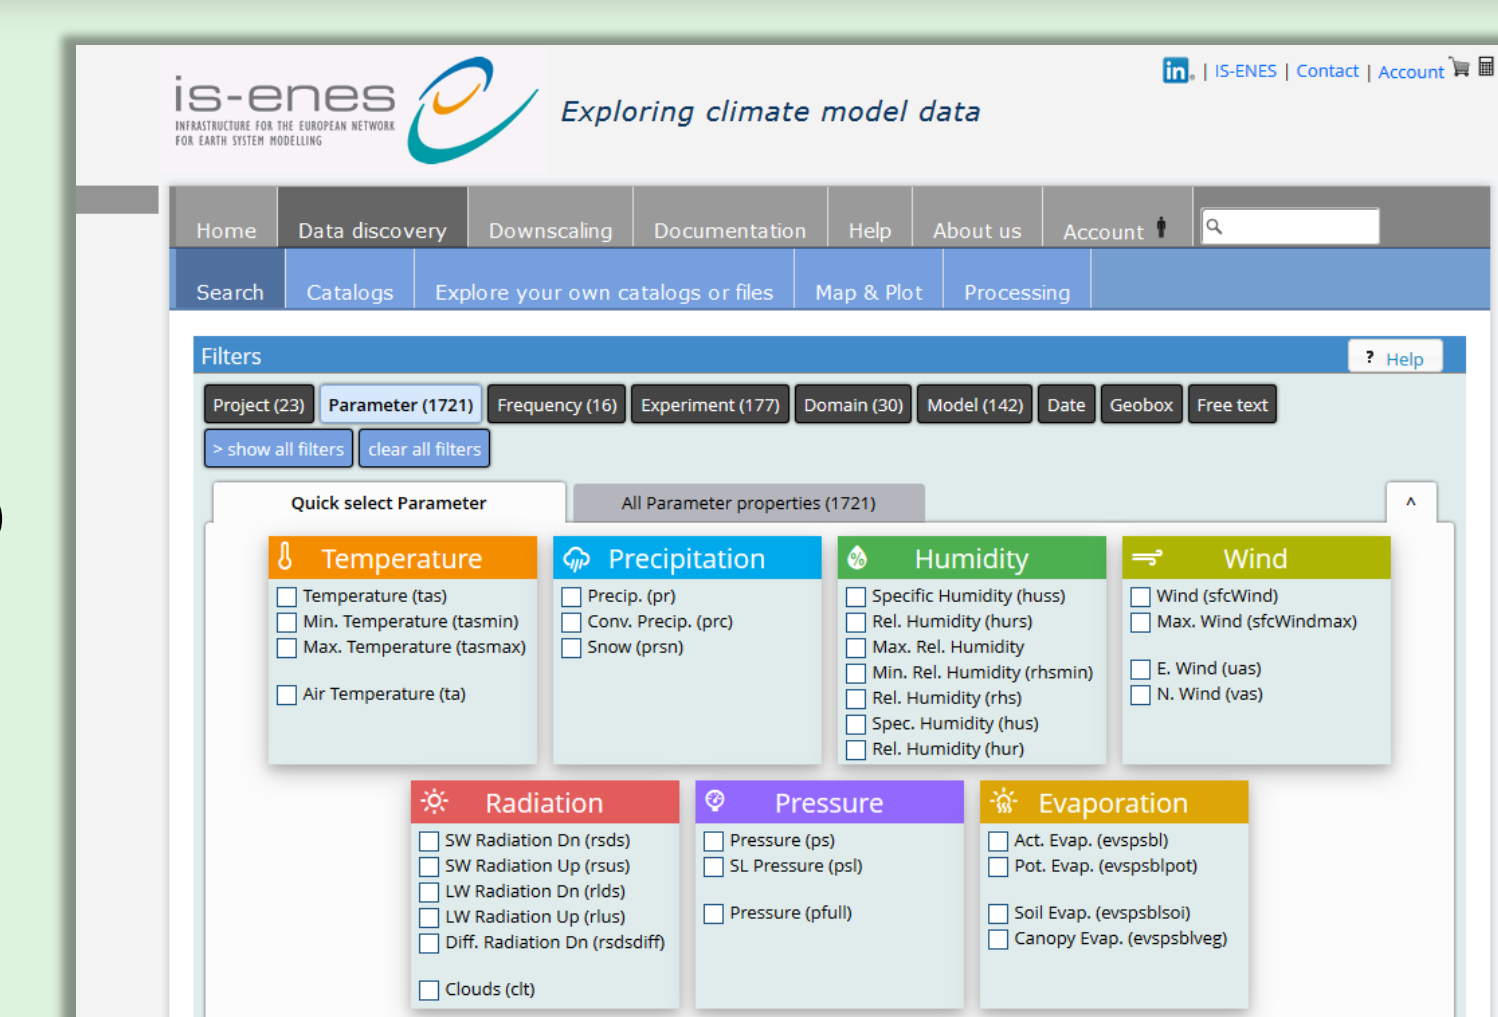 is-enes
INFRASTRUCTURE FOR THE EUROPEAN NETWORK
FOR EARTH SYSTEM MODELLING
Exploring climate model data
in. | IS-ENES | Contact | Account
Home Data discovery Downscaling Documentation Help About us Account
Search Catalogs Explore your own catalogs or files Map & Plot Processing
Filters
? Help
Project (23) Parameter (1721) Frequency (16) Experiment (177) Domain (30) Model (142) Date Geobox Free text
> show all filters clear all filters
Quick select Parameter All Parameter properties (1721) ^
Temperature
Temperature (tas)
Min. Temperature (tasmin)
Max. Temperature (tasmax)
Air Temperature (ta)
Precipitation
Precip. (pr)
Conv. Precip. (prc)
Snow (prsn)
% Humidity
Specific Humidity (huss)
Rel. Humidity (hurs)
Max. Rel. Humidity
Min. Rel. Humidity (rhsmin)
Rel. Humidity (rhs)
Spec. Humidity (hus)
Rel. Humidity (hur)
Wind
Wind (sfcWind)
Max. Wind (sfcWindmax)
E. Wind (uas)
N. Wind (vas)
Radiation
SW Radiation Dn (rsds)
SW Radiation Up (rsus)
LW Radiation Dn (rlds)
LW Radiation Up (rlus)
Diff. Radiation Dn (rsdsdiff)
Clouds (clt)
Pressure
Pressure (ps)
SL Pressure (psl)
Pressure (pfull)
Evaporation
Act. Evap. (evspsbl)
Pot. Evap. (evspsblpot)
Soil Evap. (evspsblsoi)
Canopy Evap. (evspsblveg)